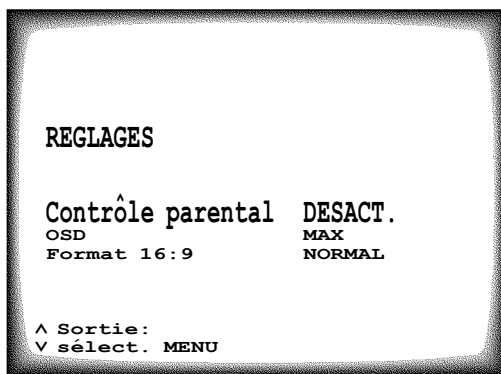 REGLAGES
Contrôle parental DESACT.
OSD MAX
Format 16:9 NORMAL
∧ Sortie:
∨ sélect. MENU